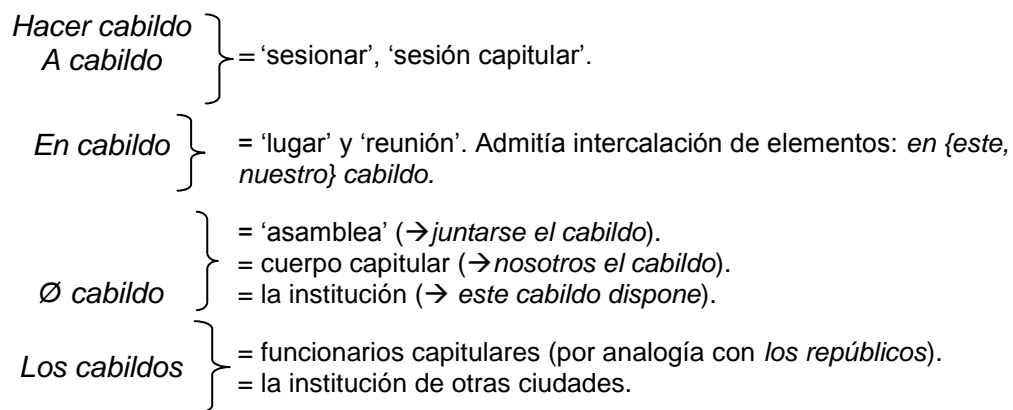 Hacer cabildo
A cabildo
= ‘sesionar’, ‘sesión capitular’.
En cabildo
= ‘lugar’ y ‘reunión’. Admitía intercalación de elementos: en {este,
nuestro} cabildo.
Ø cabildo
= ‘asamblea’ (→juntarse el cabildo).
= cuerpo capitular (→nosotros el cabildo).
= la institución (→ este cabildo dispone).
Los cabildos
= funcionarios capitulares (por analogía con los repúblicos).
= la institución de otras ciudades.